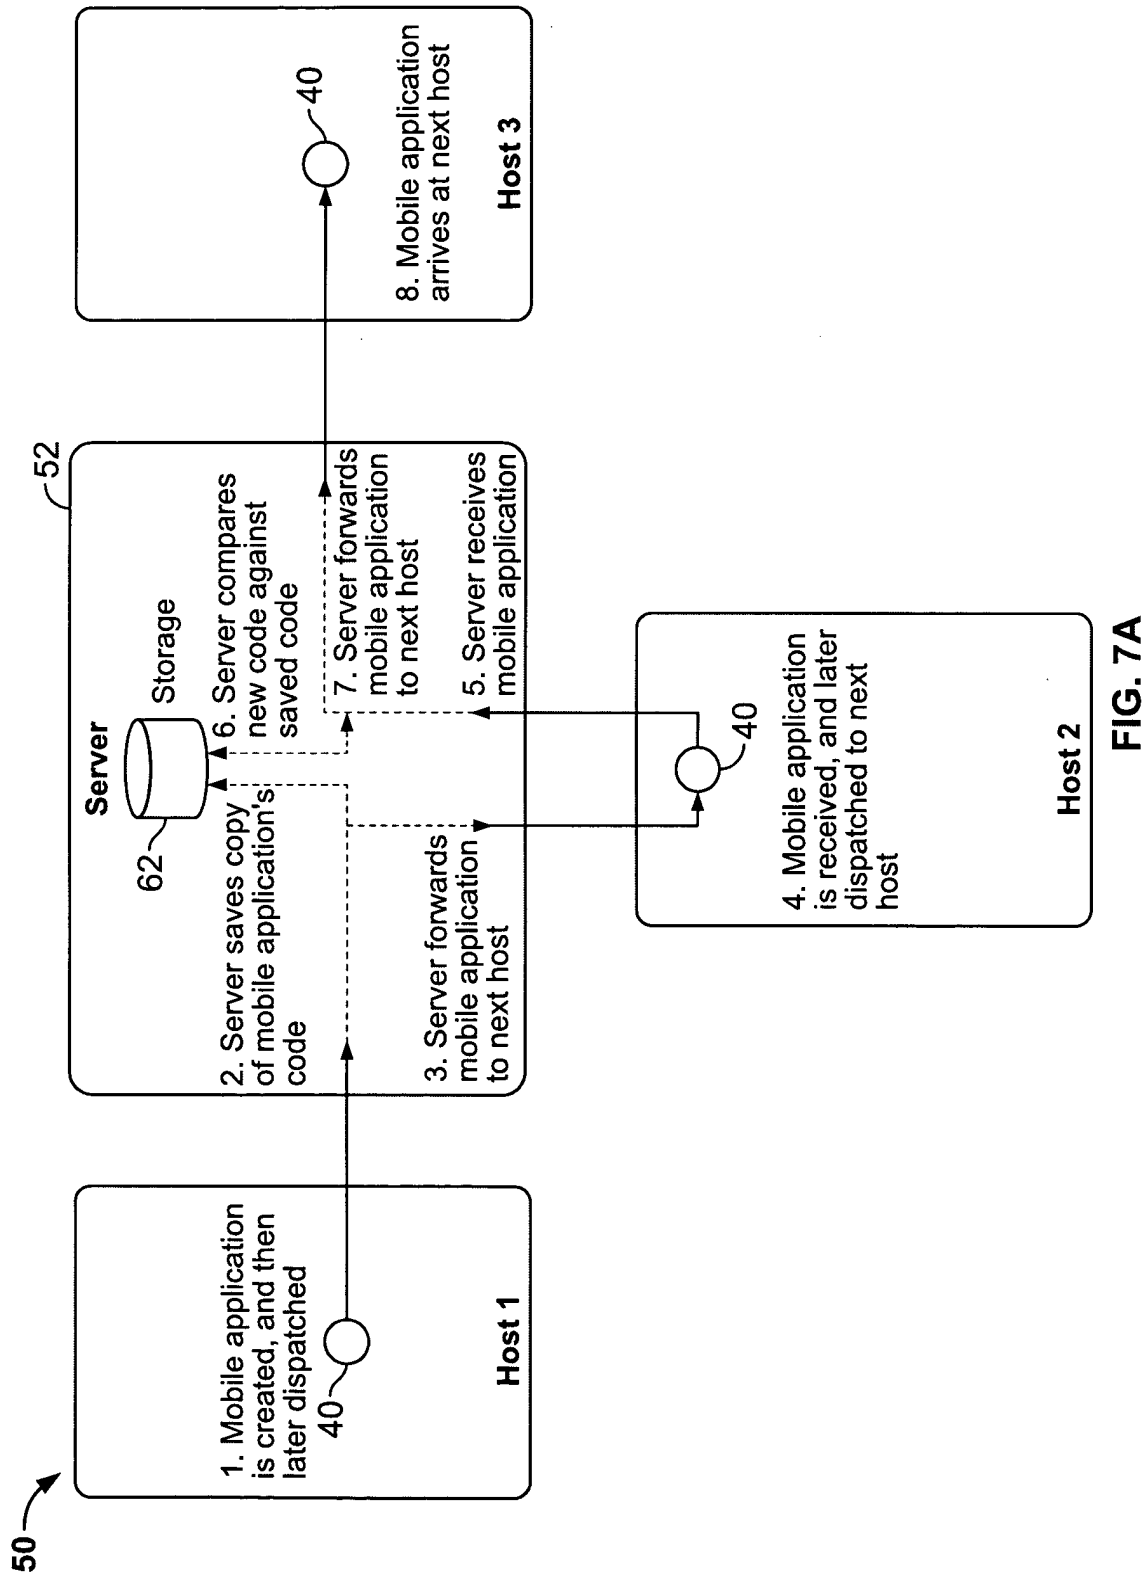 50
1. Mobile application
is created, and then
later dispatched
40
Host 1
52
Server
62
Storage
2. Server saves copy
of mobile application's
code
6. Server compares
new code against
saved code
3. Server forwards
mobile application
to next host
7. Server forwards
mobile application
to next host
5. Server receives
mobile application
40
4. Mobile application
is received, and later
dispatched to next
host
Host 2
40
8. Mobile application
arrives at next host
Host 3
FIG. 7A